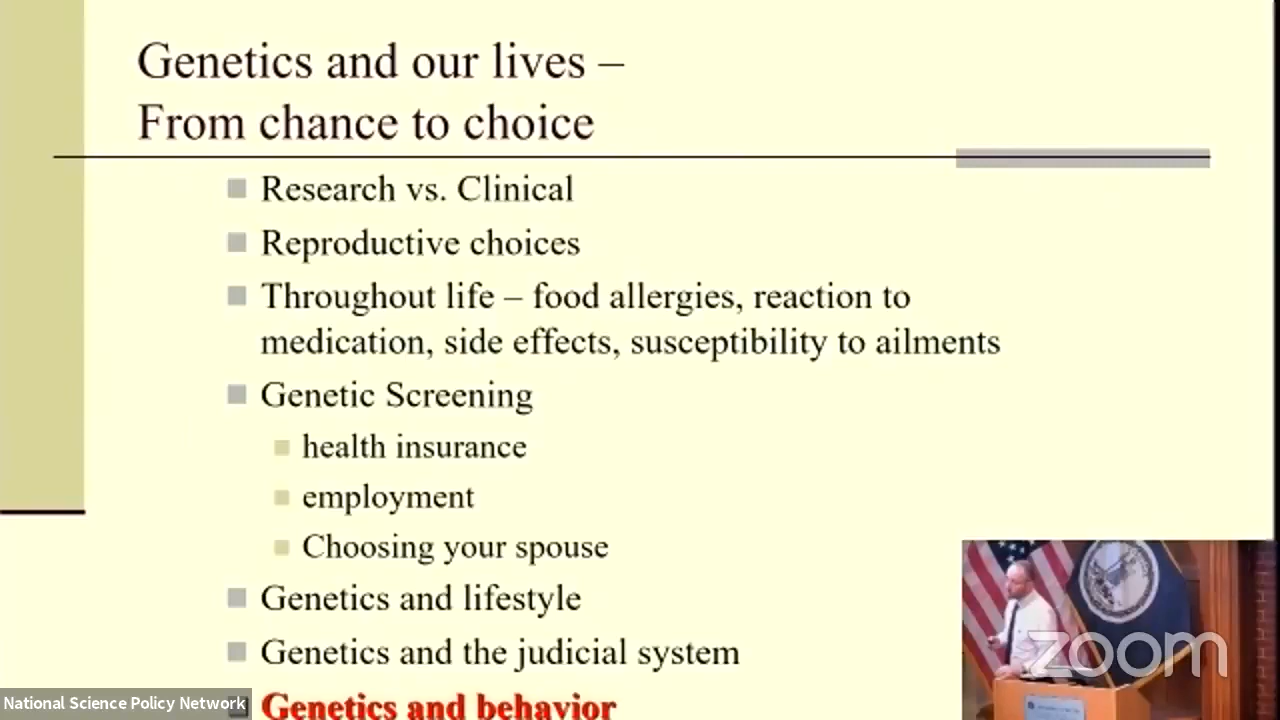 Genetics and our lives –
From chance to choice
Research vs. Clinical
Reproductive choices
Throughout life – food allergies, reaction to
medication, side effects, susceptibility to ailments
Genetic Screening
health insurance
employment
Choosing your spouse
Genetics and lifestyle
Genetics and the judicial system
Genetics and behavior
National Science Policy Network
zoom